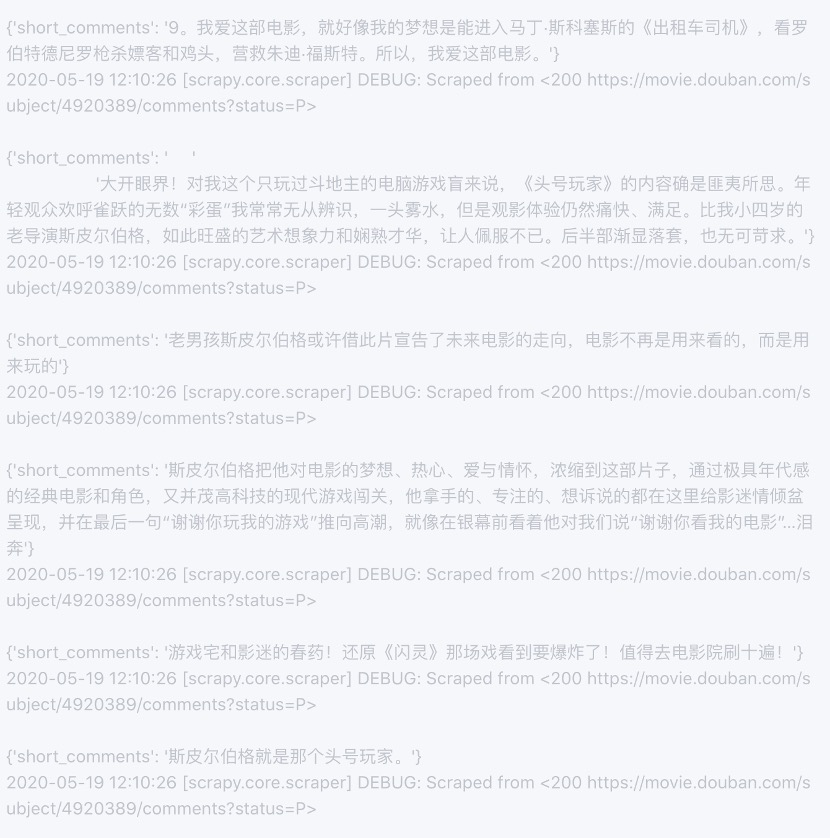 {'short_comments': '9。我爱这部电影，就好像我的梦想是能进入马丁·斯科塞斯的《出租车司机》，看罗
伯特德尼罗枪杀嫖客和鸡头，营救朱迪·福斯特。所以，我爱这部电影。'}
2020-05-19 12:10:26 [scrapy.core.scraper] DEBUG: Scraped from <200 https://movie.douban.com/s
ubject/4920389/comments?status=P>
{'short_comments': '     '
'大开眼界！对我这个只玩过斗地主的电脑游戏盲来说，《头号玩家》的内容确是匪夷所思。年
轻观众欢呼雀跃的无数“彩蛋”我常常无从辨识，一头雾水，但是观影体验仍然痛快、满足。比我小四岁的
老导演斯皮尔伯格，如此旺盛的艺术想象力和娴熟才华，让人佩服不已。后半部渐显落套，也无可苛求。'}
2020-05-19 12:10:26 [scrapy.core.scraper] DEBUG: Scraped from <200 https://movie.douban.com/s
ubject/4920389/comments?status=P>
{'short_comments': '老男孩斯皮尔伯格或许借此片宣告了未来电影的走向，电影不再是用来看的，而是用
来玩的'}
2020-05-19 12:10:26 [scrapy.core.scraper] DEBUG: Scraped from <200 https://movie.douban.com/s
ubject/4920389/comments?status=P>
{'short_comments': '斯皮尔伯格把他对电影的梦想、热心、爱与情怀，浓缩到这部片子，通过极具年代感
的经典电影和角色，又并茂高科技的现代游戏闯关，他拿手的、专注的、想诉说的都在这里给影迷情倾盆
呈现，并在最后一句“谢谢你玩我的游戏”推向高潮，就像在银幕前看着他对我们说“谢谢你看我的电影”…泪
奔'}
2020-05-19 12:10:26 [scrapy.core.scraper] DEBUG: Scraped from <200 https://movie.douban.com/s
ubject/4920389/comments?status=P>
{'short_comments': '游戏宅和影迷的春药！还原《闪灵》那场戏看到要爆炸了！值得去电影院刷十遍！'}
2020-05-19 12:10:26 [scrapy.core.scraper] DEBUG: Scraped from <200 https://movie.douban.com/s
ubject/4920389/comments?status=P>
{'short_comments': '斯皮尔伯格就是那个头号玩家。'}
2020-05-19 12:10:26 [scrapy.core.scraper] DEBUG: Scraped from <200 https://movie.douban.com/s
ubject/4920389/comments?status=P>